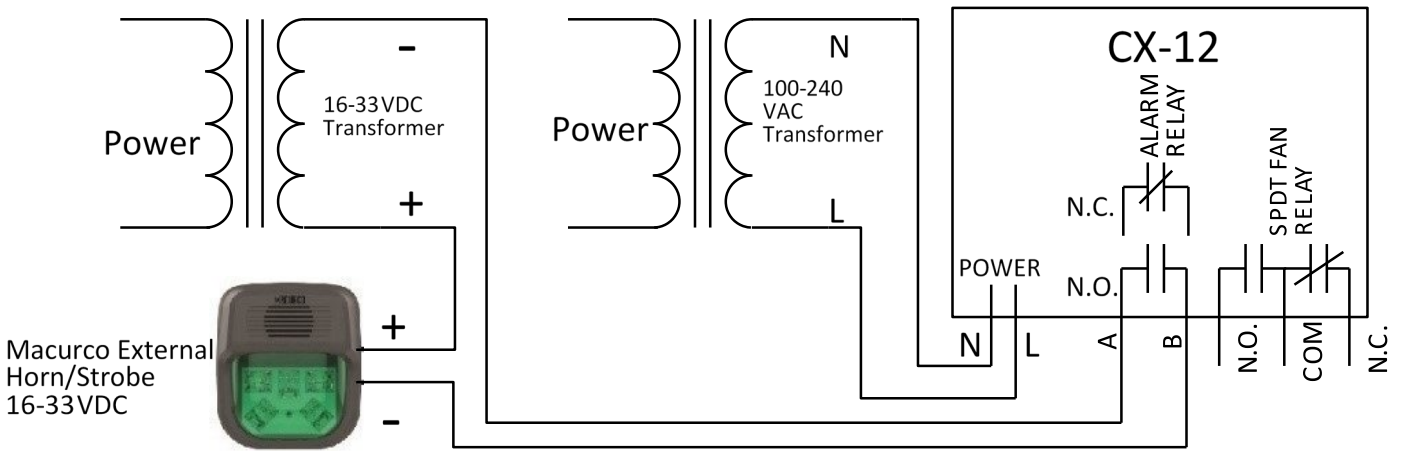 -
16-33VDC
Transformer
Power
+
N
100-240
VAC
Transformer
Power
L
CX-12
ALARM
RELAY
N.C.
SPDT FAN
RELAY
POWER
N.O.
N
L
A
B
N.O.
COM
N.C.
+
Macurco External
Horn/Strobe
16-33VDC
-